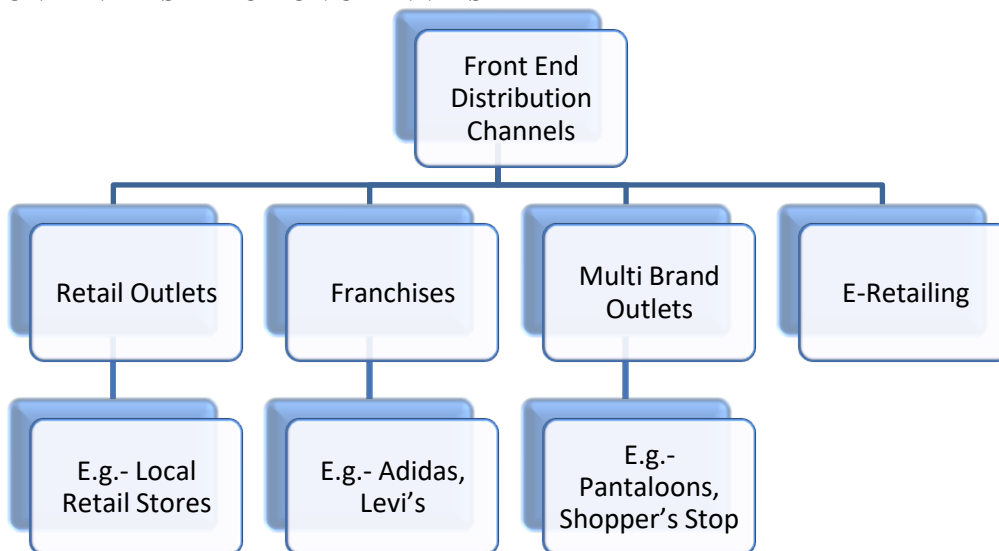 Front End
Distribution
Channels
Retail Outlets
Franchises
Multi Brand
Outlets
E-Retailing
E.g.- Local
Retail Stores
E.g.- Adidas,
Levi’s
E.g.-
Pantaloons,
Shopper’s Stop